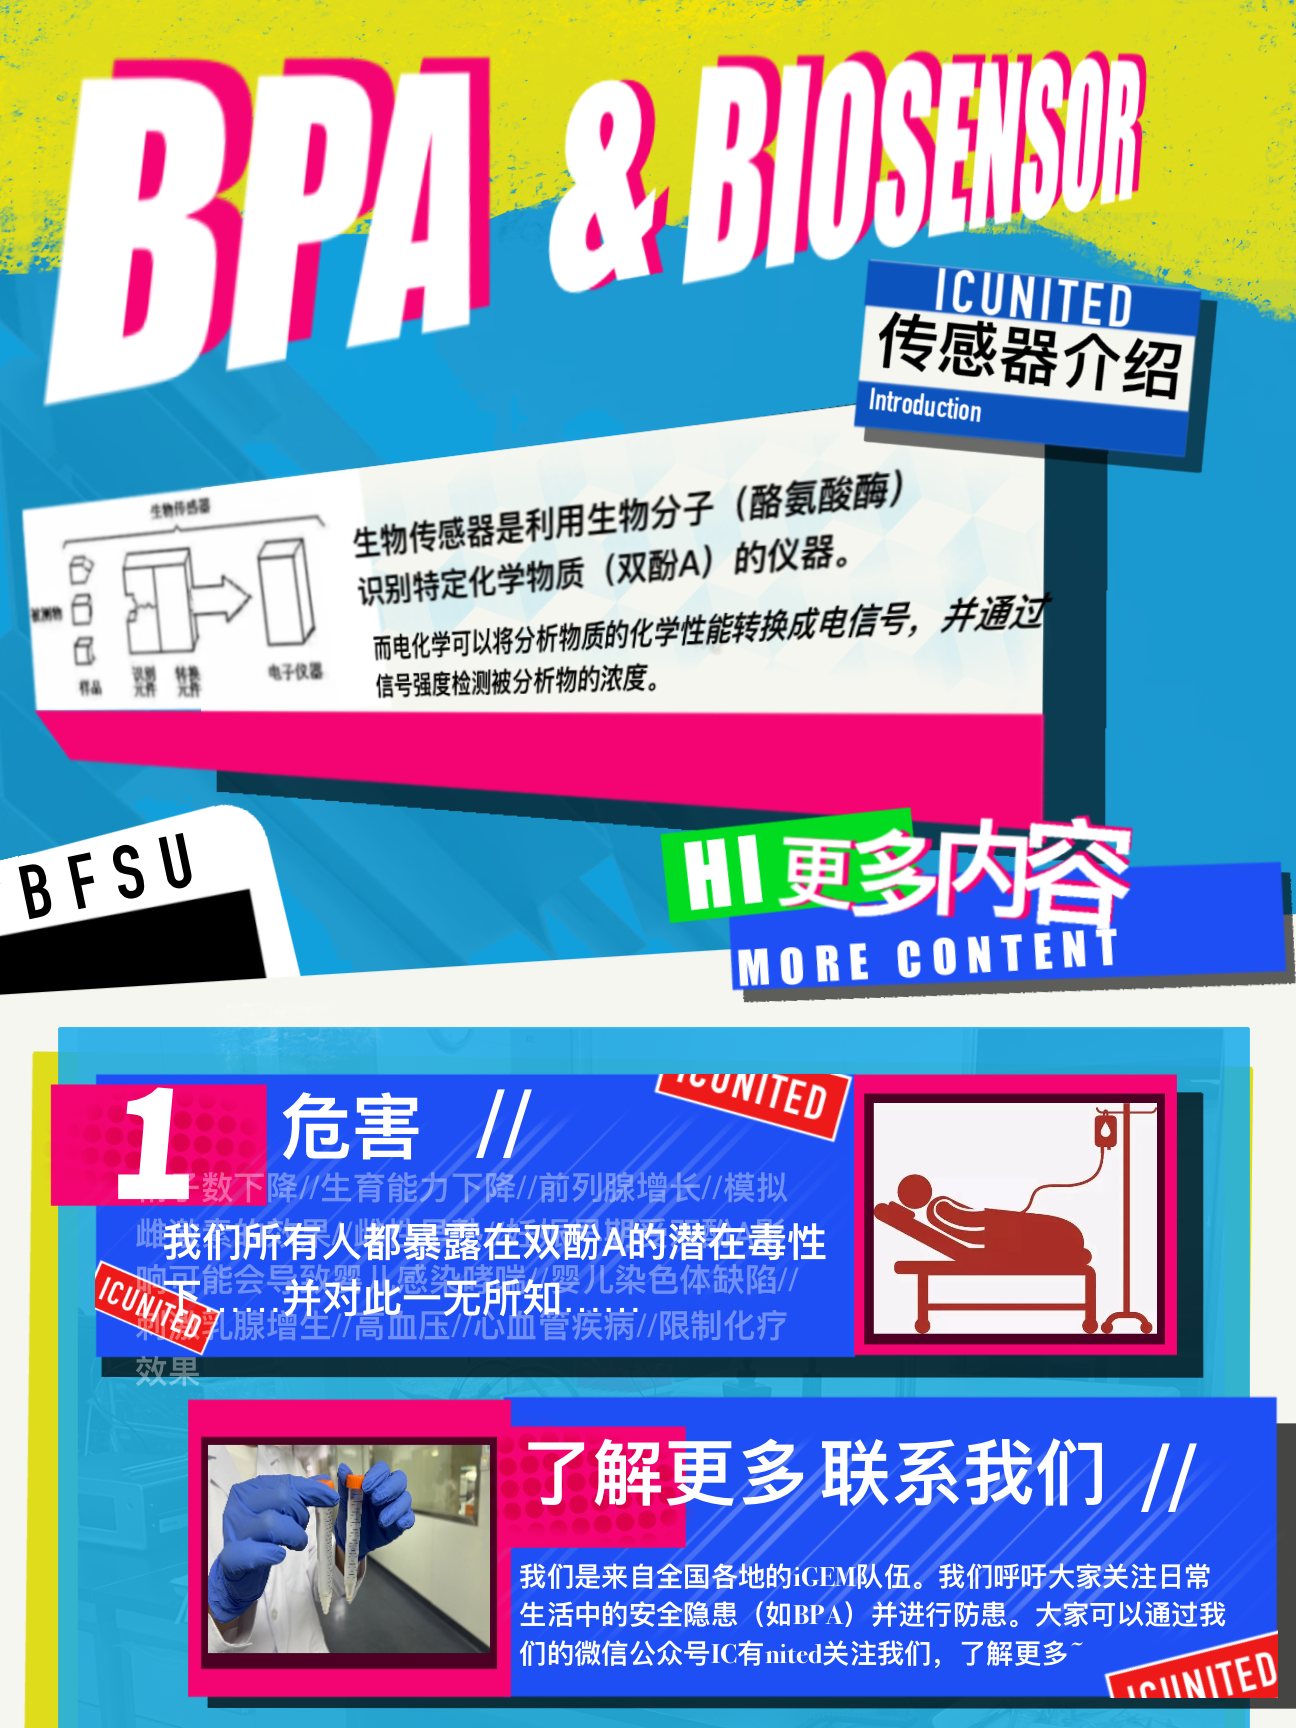 BPA & BIOSENSOR
ICUNITED
传感器介绍
Introduction
生物传感器
被测物
样品
识别
元件
转换
元件
电子仪器
生物传感器是利用生物分子（酪氨酸酶）
识别特定化学物质（双酚A）的仪器。
而电化学可以将分析物质的化学性能转换成电信号，并通过
信号强度检测被分析物的浓度。
BFSU
HI 更多内容
MORE CONTENT
1
危害 //
ICUNITED
数下降//生育能力下降//前列腺增长//模拟
响可能会导致婴儿感染哮喘//婴儿染色体缺陷//
刺激乳腺增生//高血压//心血管疾病//限制化疗
效果
我们所有人都暴露在双酚A的潜在毒性
下......并对此一无所知......
ICUNITED
了解更多 联系我们 //
我们是来自全国各地的iGEM队伍。我们呼吁大家关注日常
生活中的安全隐患（如BPA）并进行防患。大家可以通过我
们的微信公众号IC有nited关注我们，了解更多~
ICUNITED